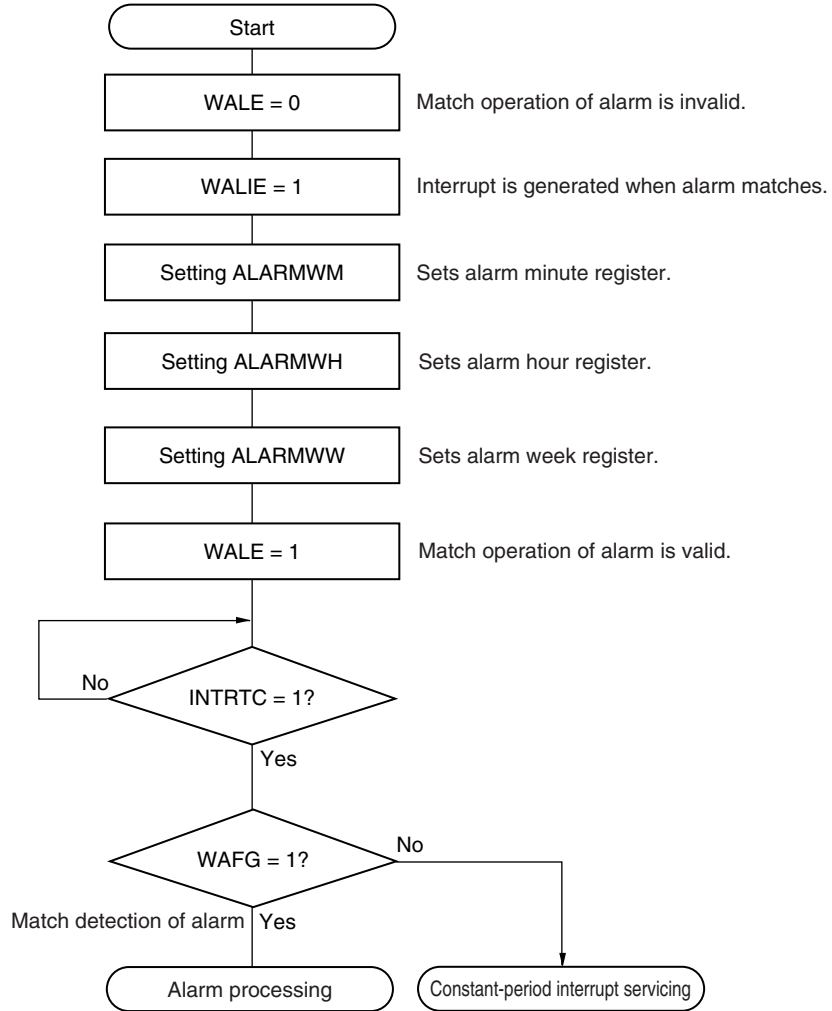 Start
WALE = 0
Match operation of alarm is invalid.
WALIE = 1
Interrupt is generated when alarm matches.
Setting ALARMWM
Sets alarm minute register.
Setting ALARMWH
Sets alarm hour register.
Setting ALARMWW
Sets alarm week register.
WALE = 1
Match operation of alarm is valid.
No
INTRTC = 1?
Yes
WAFG = 1?
No
Match detection of alarm
Yes
Alarm processing
Constant-period interrupt servicing